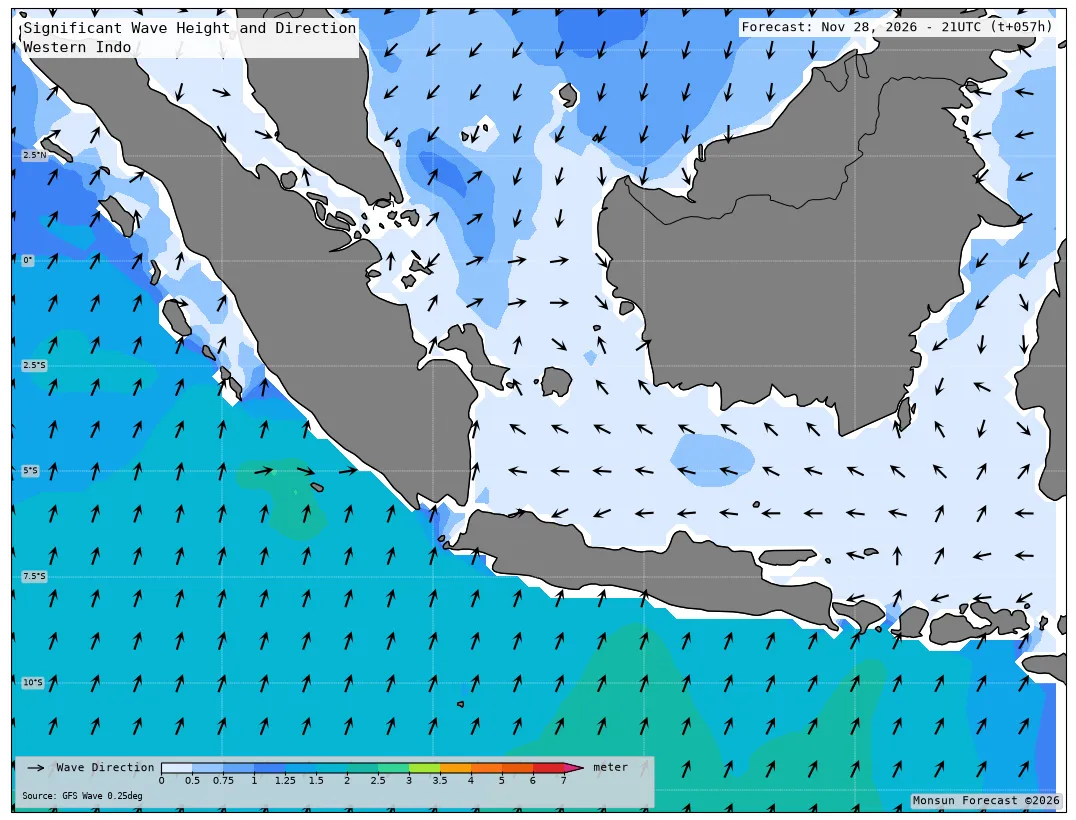 Significant Wave Height and Direction
Western Indo
Forecast: Nov 28, 2026 - 21UTC (t+057h)
2.5°N
0°
2.5°S
5°S
7.5°S
10°S
Wave Direction
0 0.5 0.75 1 1.25 1.5 2 2.5 3 3.5 4 5 6 7
meter
Source: GFS Wave 0.25deg
Monsun Forecast ©2026